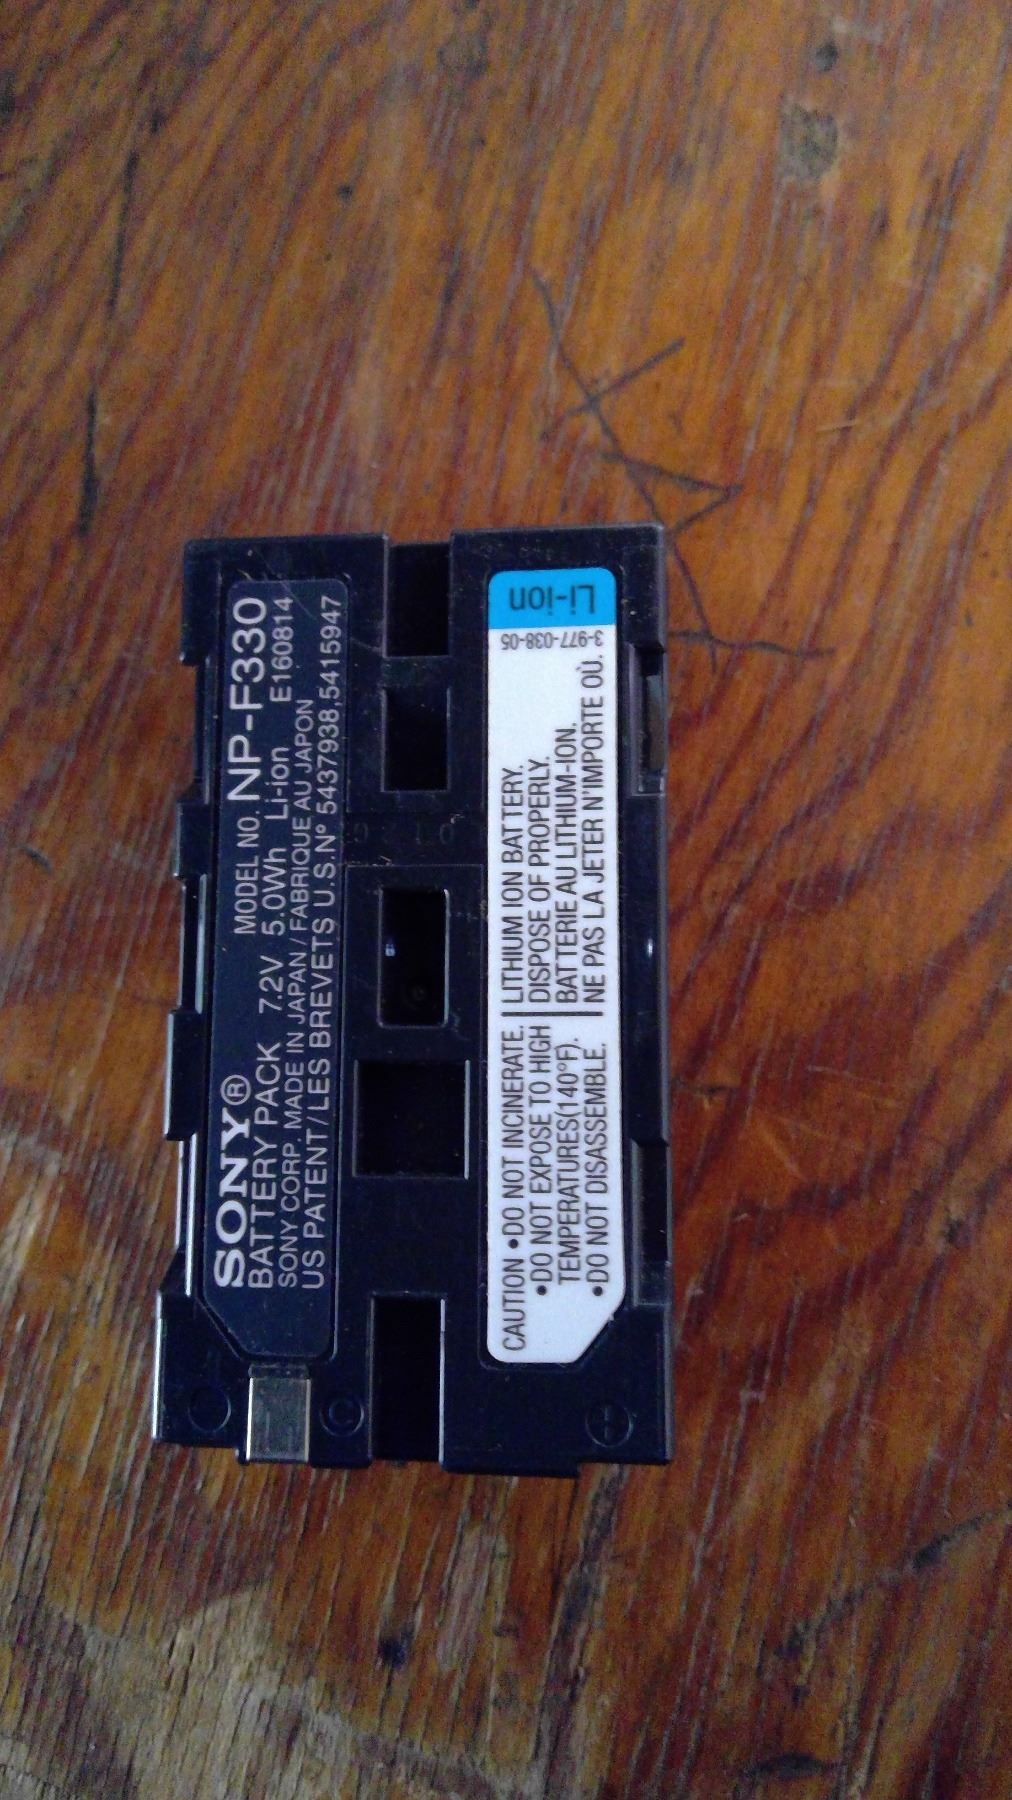 SONY®
MODEL NO. NP-F330
BATTERY PACK 7.2V 5.0Wh Li-ion E160814
SONY CORP. MADE IN JAPAN / FABRIQUE AU JAPON
US PATENT/LES BREVETS U.S.N° 5437938,5415947
C
Li-ion
3-977-038-05
CAUTION •DO NOT INCINERATE.
•DO NOT EXPOSE TO HIGH
TEMPERATURES(140°F).
•DO NOT DISASSEMBLE.
LITHIUM ION BATTERY.
DISPOSE OF PROPERLY.
BATTERIE AU LITHIUM-ION.
NE PAS LA JETER N'IMPORTE OÙ.